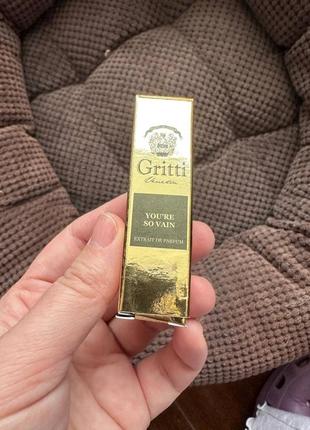 Gritti
Venetia
YOU'RE
SO VAIN
EXTRAIT DE PARFUM